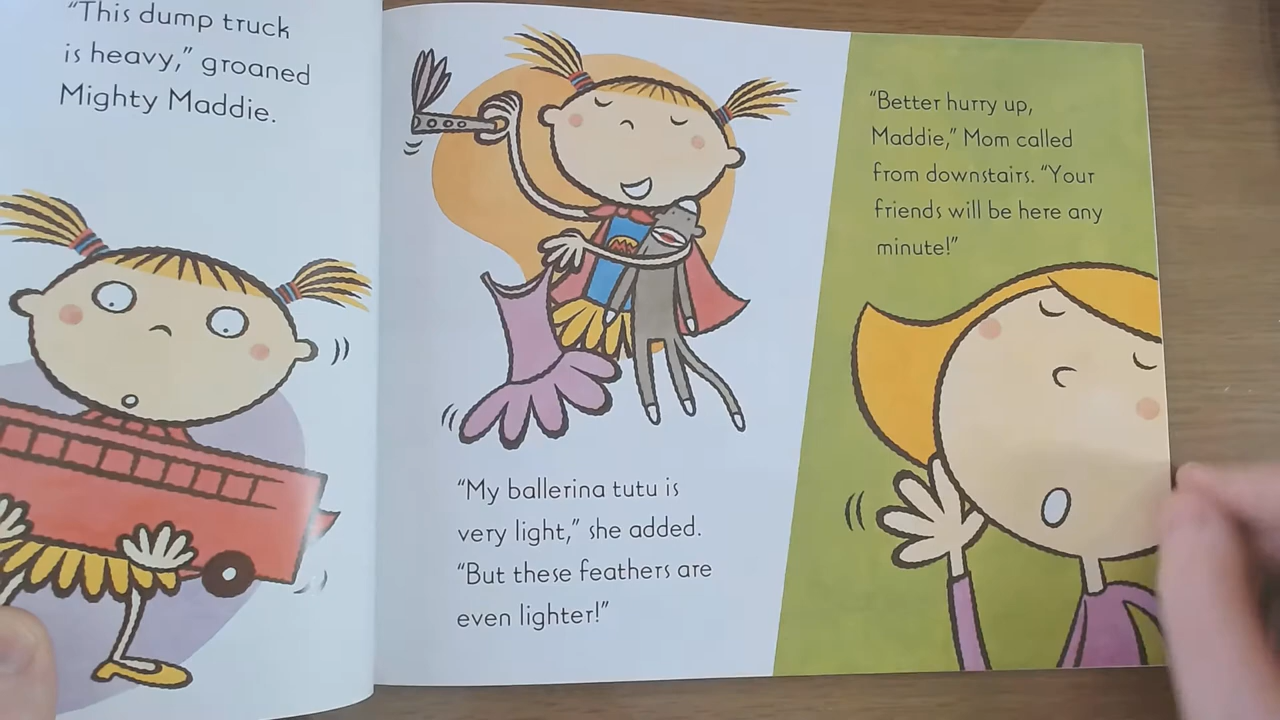 “This dump truck
is heavy,” groaned
Mighty Maddie.
“My ballerina tutu is
very light,” she added.
“But these feathers are
even lighter!”
“Better hurry up,
Maddie,” Mom called
from downstairs. “Your
friends will be here any
minute!”